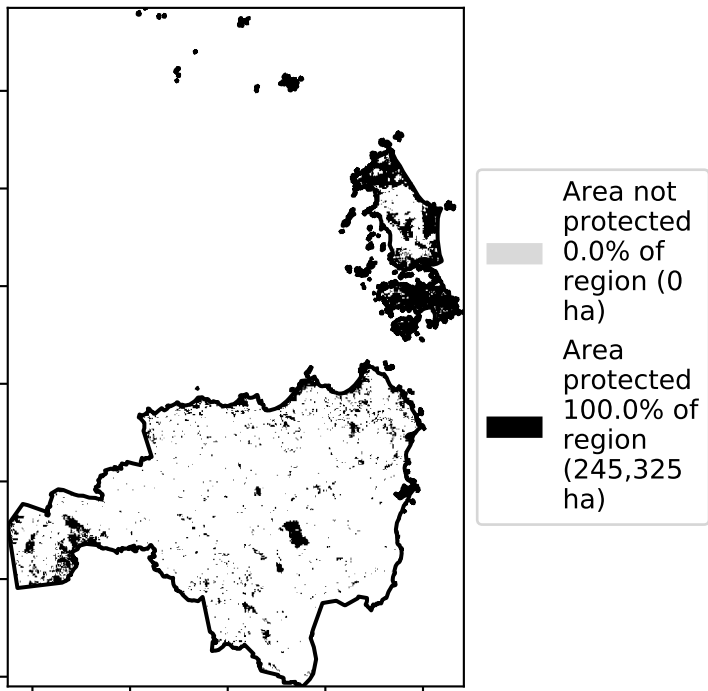 Area not
protected
0.0% of
region (0
ha)
Area
protected
100.0% of
region
(245,325
ha)